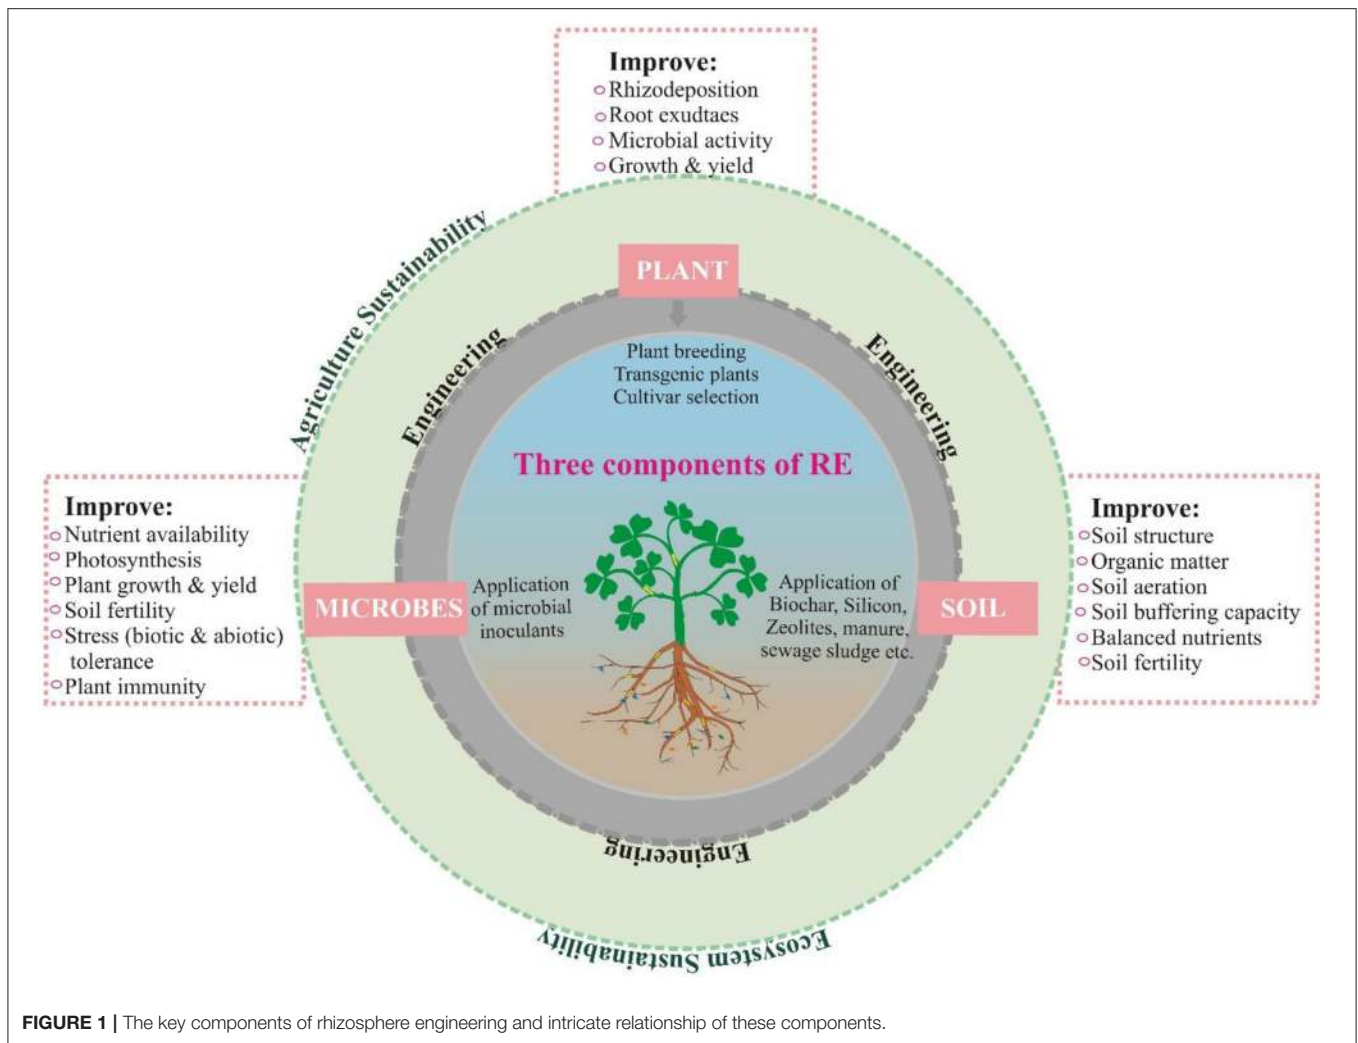 Improve:
Rhizodeposition
Root exudtaes
Microbial activity
Growth & yield
Agriculture Sustainability
PLANT
Engineering
Engineering
Plant breeding
Transgenic plants
Cultivar selection
Three components of RE
Improve:
Nutrient availability
Photosynthesis
Plant growth & yield
Soil fertility
Stress (biotic & abiotic)
tolerance
Plant immunity
MICROBES
Application
of microbial
inoculants
Application of
Biochar, Silicon,
Zeolites, manure,
sewage sludge etc.
SOIL
Improve:
Soil structure
Organic matter
Soil aeration
Soil buffering capacity
Balanced nutrients
Soil fertility
Engineering
Ecosystem Sustainability
FIGURE 1 | The key components of rhizosphere engineering and intricate relationship of these components.